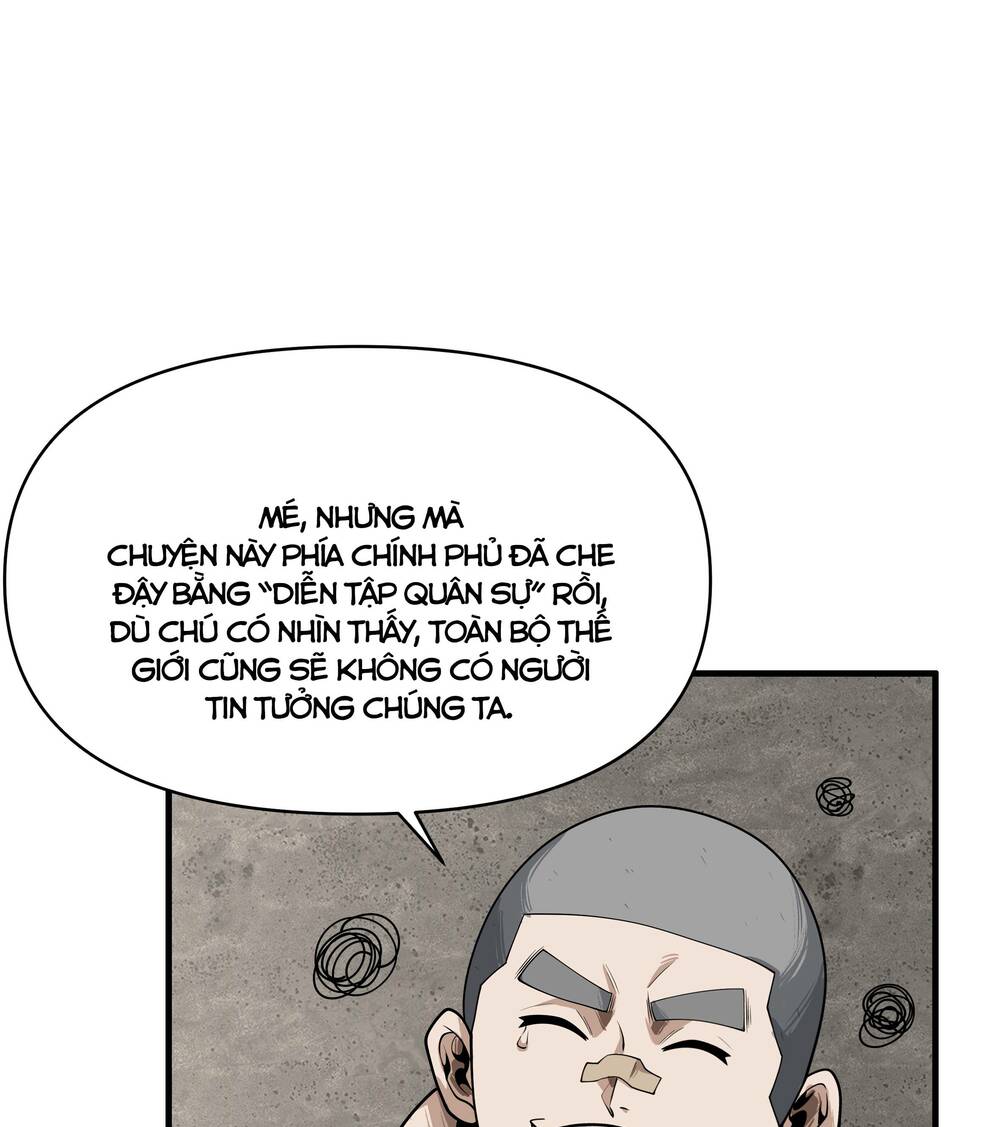 MÉ, NHƯNG MÀ
CHUYỆN NÀY PHÍA CHÍNH PHỦ ĐÃ CHE
ĐẬY BẰNG "DIỄN TẬP QUÂN SỰ" RỒI,
DÙ CHÚ CÓ NHÌN THẤY, TOÀN BỘ THẾ
GIỚI CŨNG SẼ KHÔNG CÓ NGƯỜI
TIN TƯỞNG CHÚNG TA.